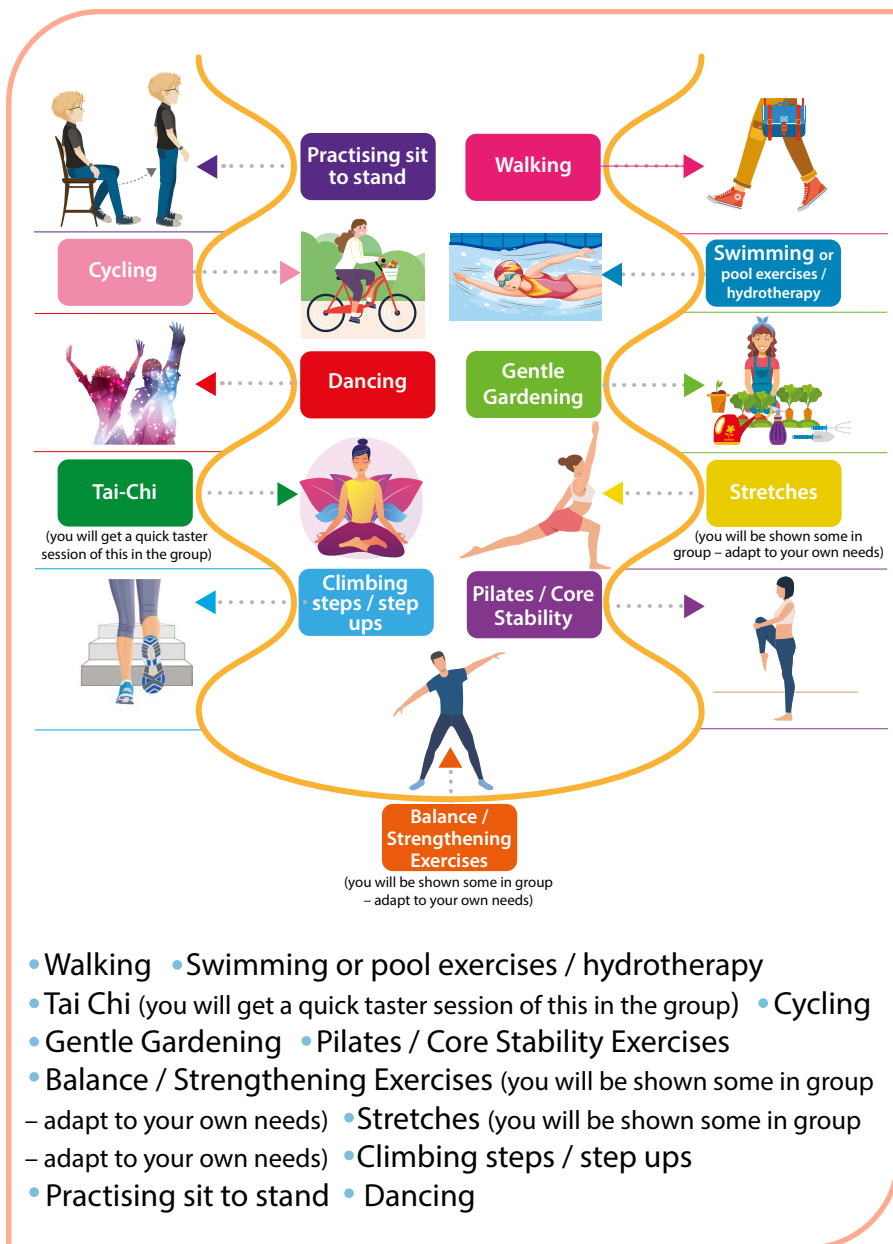 Practising sit
to stand
Walking
Cycling
Swimming or
pool exercises /
hydrotherapy
Dancing
Gentle
Gardening
Tai-Chi
(you will get a quick taster
session of this in the group)
Stretches
(you will be shown some in
group – adapt to your own needs)
Climbing
steps / step
ups
Pilates / Core
Stability
Balance /
Strengthening
Exercises
(you will be shown some in group
– adapt to your own needs)
• Walking • Swimming or pool exercises / hydrotherapy
• Tai Chi (you will get a quick taster session of this in the group) • Cycling
• Gentle Gardening • Pilates / Core Stability Exercises
• Balance / Strengthening Exercises (you will be shown some in group
– adapt to your own needs) • Stretches (you will be shown some in group
– adapt to your own needs) • Climbing steps / step ups
• Practising sit to stand • Dancing